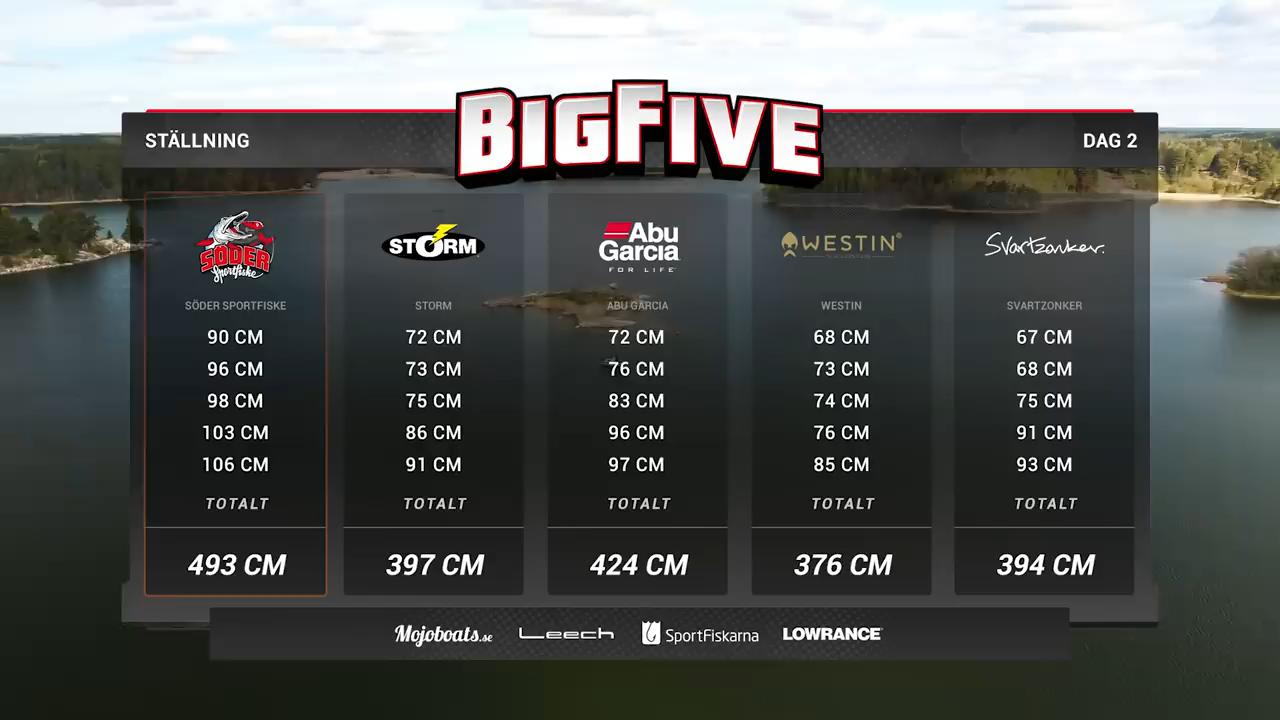 BIGFIVE
STÄLLNING
DAG 2
SÖDER
Sportfiske
STORM
Abu
Garcia
FOR LIFE
WESTIN
Svartzonker.
SÖDER SPORTFISKE
STORM
ABU GARCIA
WESTIN
SVARTZONKER
90 CM
72 CM
72 CM
68 CM
67 CM
96 CM
73 CM
76 CM
73 CM
68 CM
98 CM
75 CM
83 CM
74 CM
75 CM
103 CM
86 CM
96 CM
76 CM
91 CM
106 CM
91 CM
97 CM
85 CM
93 CM
TOTALT
TOTALT
TOTALT
TOTALT
TOTALT
493 CM
397 CM
424 CM
376 CM
394 CM
Mojoboats.se
Leech
SportFiskarna
LOWRANCE